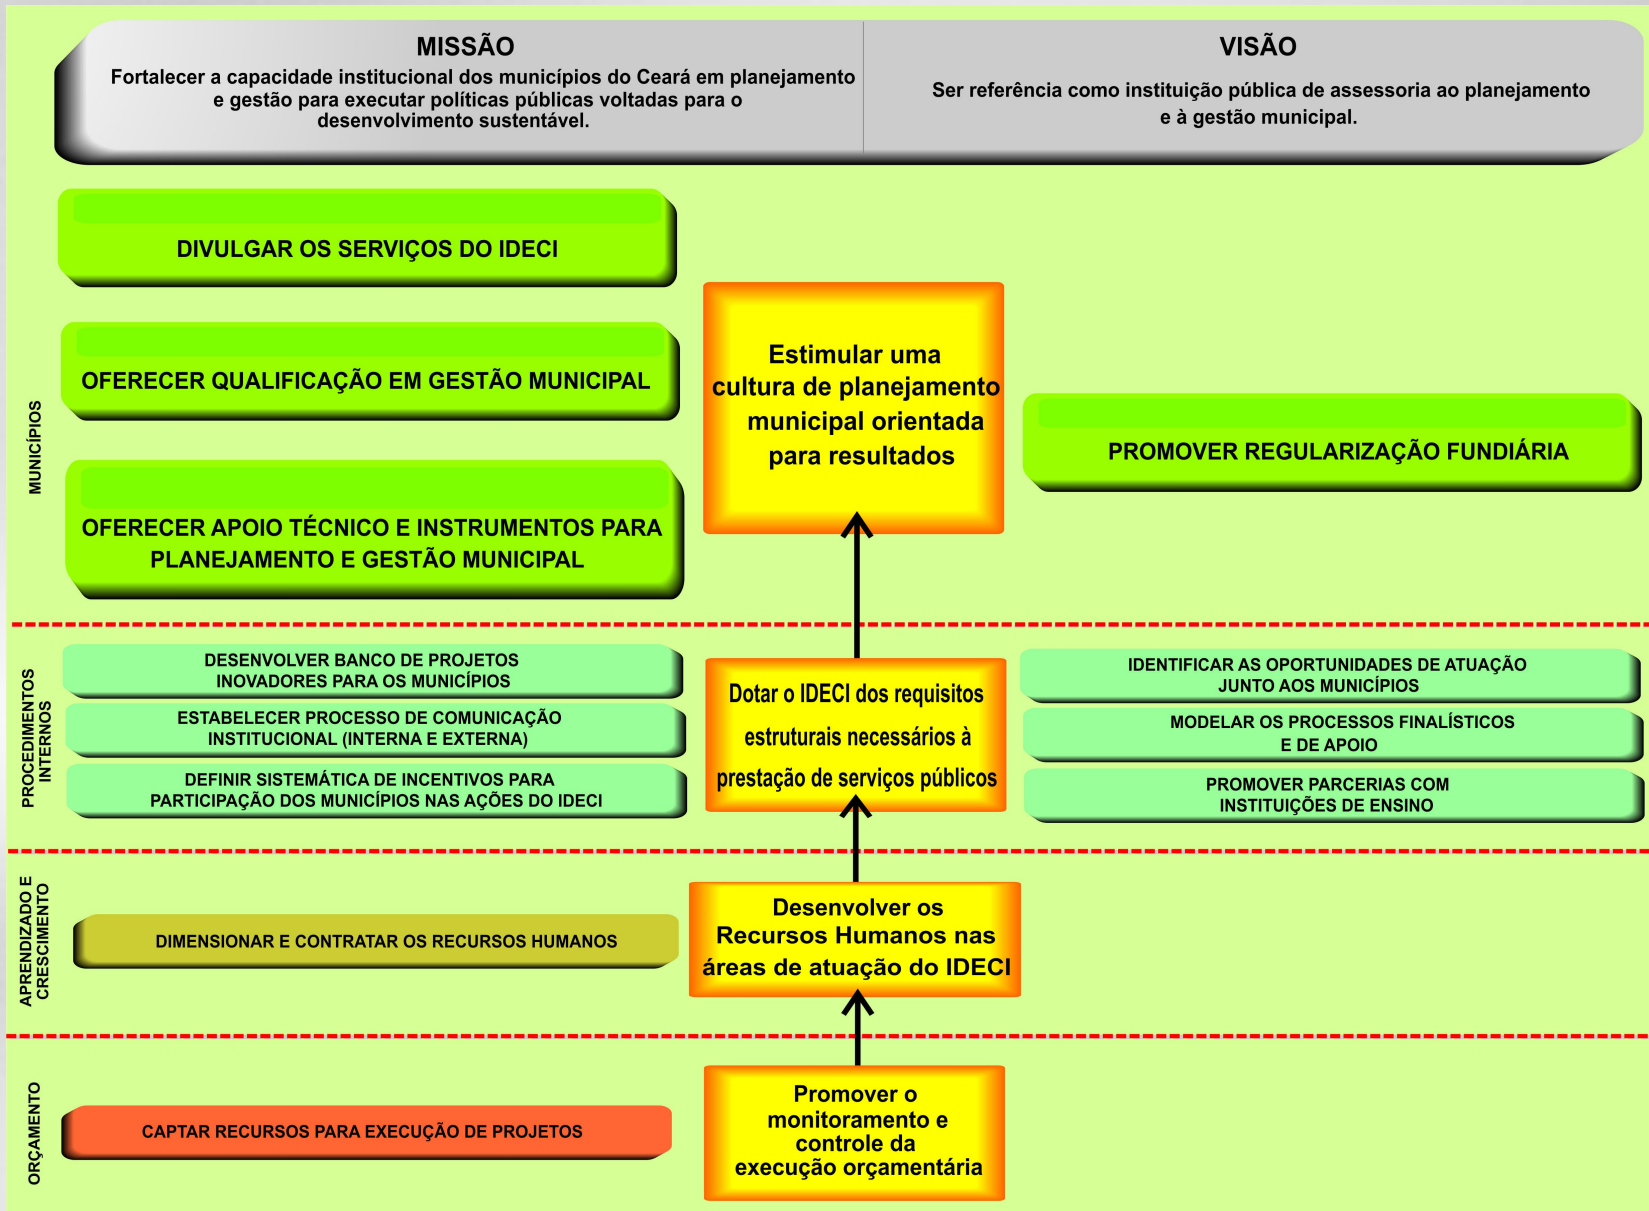 MISSÃO
Fortalecer a capacidade institucional dos municípios do Ceará em planejamento
e gestão para executar políticas públicas voltadas para o
desenvolvimento sustentável.
VISÃO
Ser referência como instituição pública de assessoria ao planejamento
e à gestão municipal.
MUNICÍPIOS
DIVULGAR OS SERVIÇOS DO IDECI
OFERECER QUALIFICAÇÃO EM GESTÃO MUNICIPAL
OFERECER APOIO TÉCNICO E INSTRUMENTOS PARA
PLANEJAMENTO E GESTÃO MUNICIPAL
Estimular uma
cultura de planejamento
municipal orientada
para resultados
PROMOVER REGULARIZAÇÃO FUNDIÁRIA
PROCEDIMENTOS
INTERNOS
DESENVOLVER BANCO DE PROJETOS
INOVADORES PARA OS MUNICÍPIOS
ESTABELECER PROCESSO DE COMUNICAÇÃO
INSTITUCIONAL (INTERNA E EXTERNA)
DEFINIR SISTEMÁTICA DE INCENTIVOS PARA
PARTICIPAÇÃO DOS MUNICÍPIOS NAS AÇÕES DO IDECI
Dotar o IDECI dos requisitos
estruturais necessários à
prestação de serviços públicos
IDENTIFICAR AS OPORTUNIDADES DE ATUAÇÃO
JUNTO AOS MUNICÍPIOS
MODELAR OS PROCESSOS FINALÍSTICOS
E DE APOIO
PROMOVER PARCERIAS COM
INSTITUIÇÕES DE ENSINO
APRENDIZADO E
CRESCIMENTO
DIMENSIONAR E CONTRATAR OS RECURSOS HUMANOS
Desenvolver os
Recursos Humanos nas
áreas de atuação do IDECI
ORÇAMENTO
CAPTAR RECURSOS PARA EXECUÇÃO DE PROJETOS
Promover o
monitoramento e
controle da
execução orçamentária